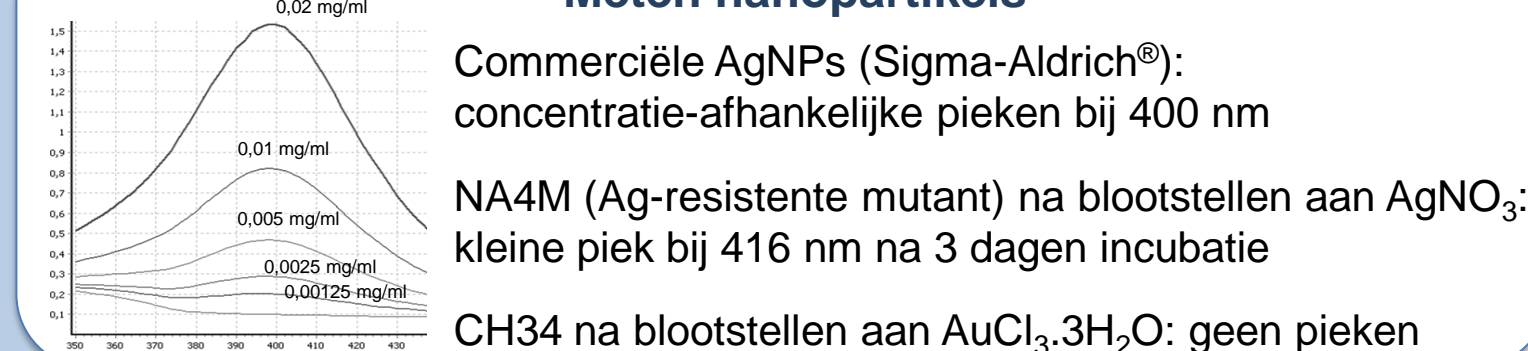 Meten nanopartikels
0,02 mg/ml
1,5
1,4
1,3
1,2
1,1
1
0,9
0,8
0,7
0,6
0,5
0,4
0,3
0,2
0,1
0,01 mg/ml
0,005 mg/ml
0,0025 mg/ml
0,00125 mg/ml
350 360 370 380 390 400 410 420 430
Commerciële AgNPs (Sigma-Aldrich®):
concentratie-afhankelijke pieken bij 400 nm
NA4M (Ag-resistente mutant) na blootstellen aan AgNO₃:
kleine piek bij 416 nm na 3 dagen incubatie
CH34 na blootstellen aan AuCl₃.3H₂O: geen pieken